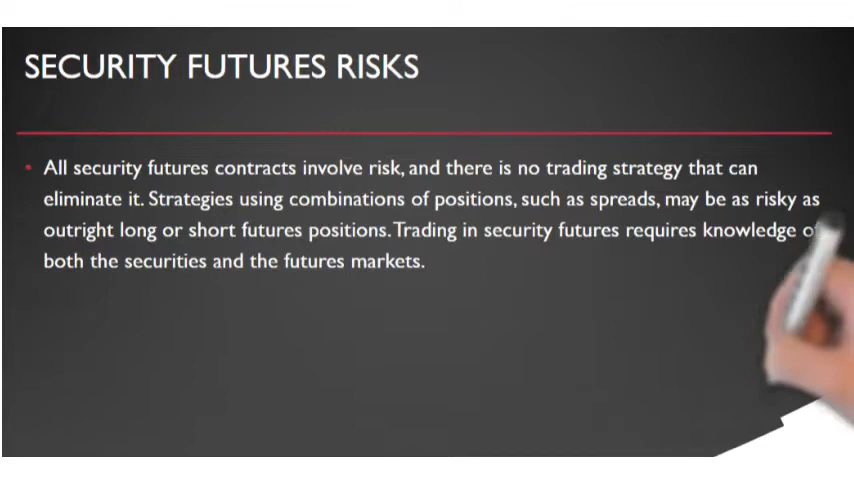 SECURITY FUTURES RISKS
• All security futures contracts involve risk, and there is no trading strategy that can
eliminate it. Strategies using combinations of positions, such as spreads, may be as risky as
outright long or short futures positions. Trading in security futures requires knowledge of
both the securities and the futures markets.